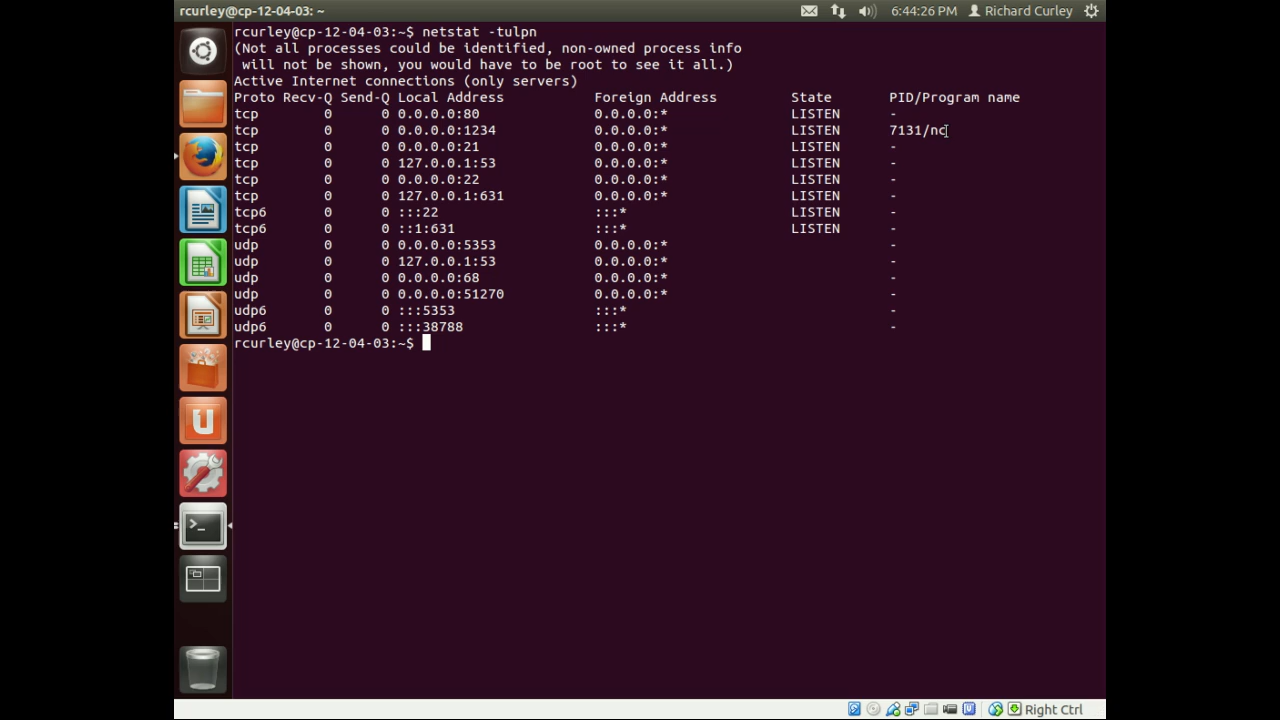 rcurley@cp-12-04-03: ~ 6:44:26 PM Richard Curley
rcurley@cp-12-04-03:~$ netstat -tulpn
(Not all processes could be identified, non-owned process info
 will not be shown, you would have to be root to see it all.)
Active Internet connections (only servers)
Proto Recv-Q Send-Q Local Address           Foreign Address         State       PID/Program name
tcp        0      0 0.0.0.0:80              0.0.0.0:*               LISTEN      -
tcp        0      0 0.0.0.0:1234            0.0.0.0:*               LISTEN      7131/nc
tcp        0      0 0.0.0.0:21              0.0.0.0:*               LISTEN      -
tcp        0      0 127.0.0.1:53            0.0.0.0:*               LISTEN      -
tcp        0      0 0.0.0.0:22              0.0.0.0:*               LISTEN      -
tcp        0      0 127.0.0.1:631           0.0.0.0:*               LISTEN      -
tcp6       0      0 :::22                   :::*                    LISTEN      -
tcp6       0      0 ::1:631                 :::*                    LISTEN      -
udp        0      0 0.0.0.0:5353            0.0.0.0:*                           -
udp        0      0 127.0.0.1:53            0.0.0.0:*                           -
udp        0      0 0.0.0.0:68              0.0.0.0:*                           -
udp        0      0 0.0.0.0:51270           0.0.0.0:*                           -
udp6       0      0 :::5353                 :::*                                -
udp6       0      0 :::38788                :::*                                -
rcurley@cp-12-04-03:~$
Right Ctrl